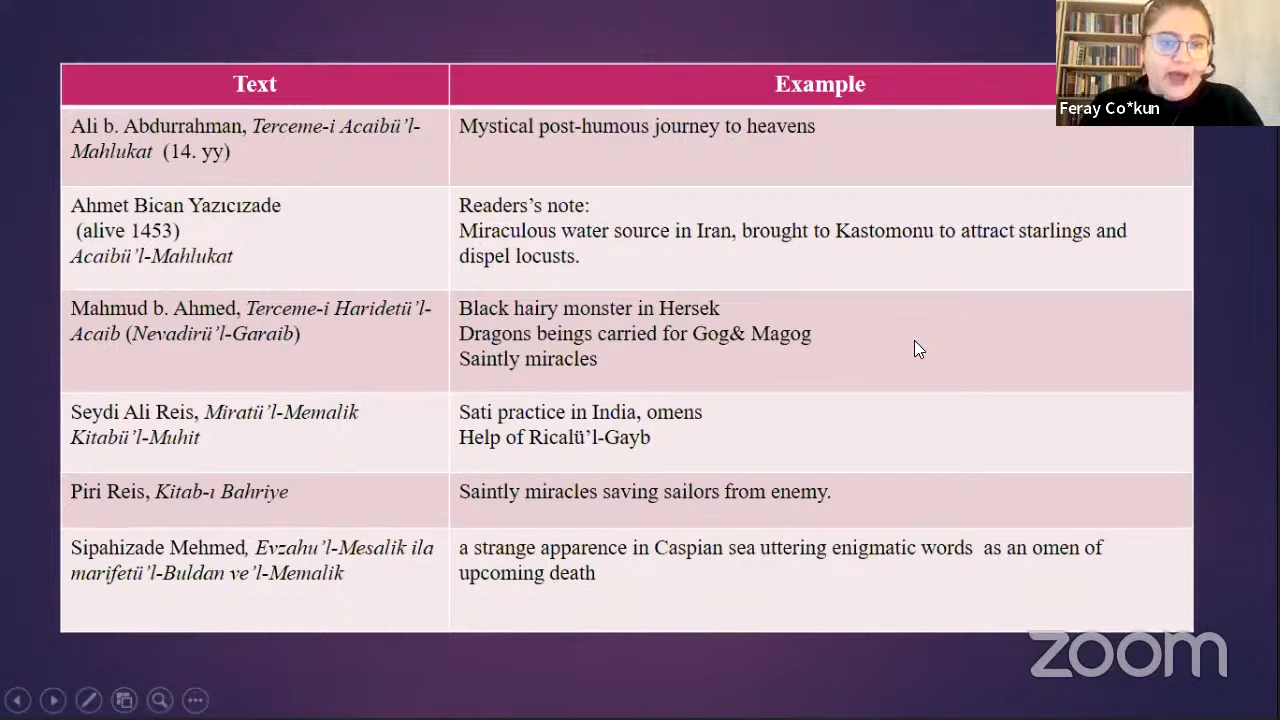 Text
Example
Ali b. Abdurrahman, Terceme-i Acaibü’l-
Mahlukat (14. yy)
Mystical post-humous journey to heavens
Ahmet Bican Yazıcızade
(alive 1453)
Acaibü’l-Mahlukat
Readers’s note:
Miraculous water source in Iran, brought to Kastomonu to attract starlings and
dispel locusts.
Mahmud b. Ahmed, Terceme-i Haridetü’l-
Acaib (Nevadirü’l-Garaib)
Black hairy monster in Hersek
Dragons beings carried for Gog& Magog
Saintly miracles
Seydi Ali Reis, Miratü’l-Memalik
Kitabü’l-Muhit
Sati practice in India, omens
Help of Ricalü’l-Gayb
Piri Reis, Kitab-ı Bahriye
Saintly miracles saving sailors from enemy.
Sipahizade Mehmed, Evzahu’l-Mesalik ila
marifetü’l-Buldan ve’l-Memalik
a strange apparence in Caspian sea uttering enigmatic words as an omen of
upcoming death
Feray Co*kun
zoom